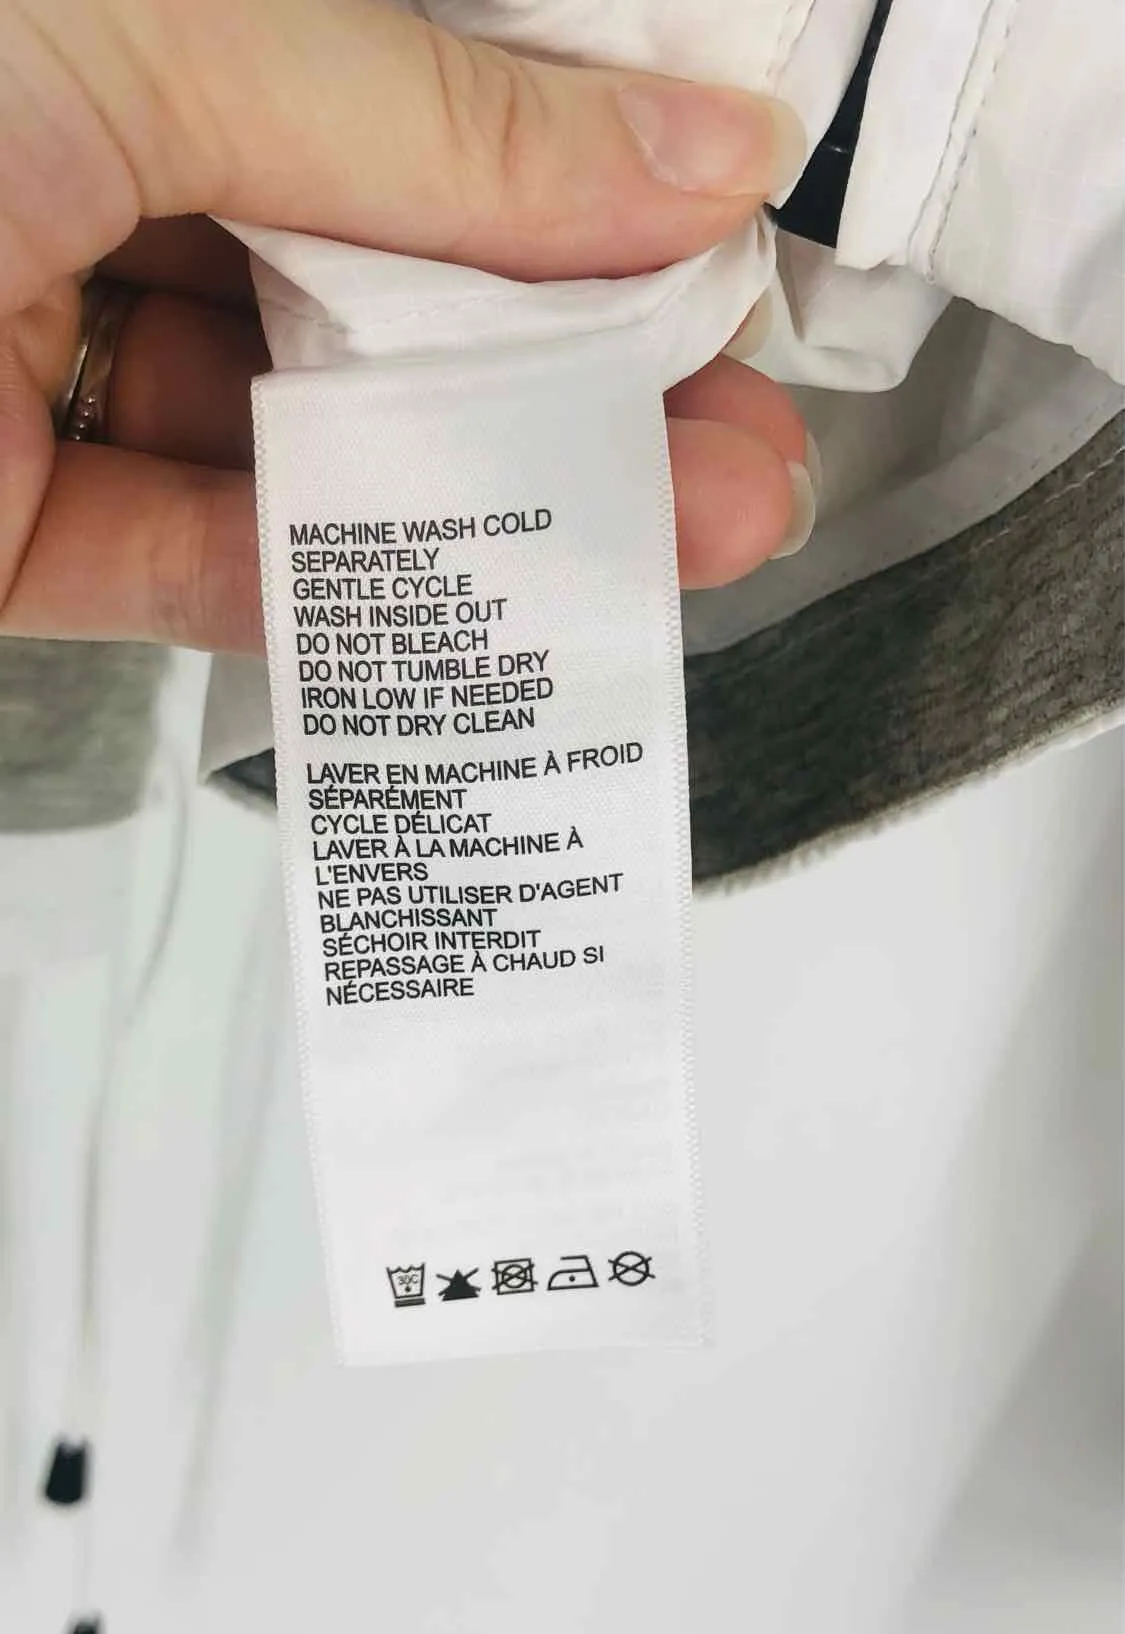 MACHINE WASH COLD
SEPARATELY
GENTLE CYCLE
WASH INSIDE OUT
DO NOT BLEACH
DO NOT TUMBLE DRY
IRON LOW IF NEEDED
DO NOT DRY CLEAN
LAVER EN MACHINE À FROID
SÉPARÉMENT
CYCLE DÉLICAT
LAVER À LA MACHINE À
L'ENVERS
NE PAS UTILISER D'AGENT
BLANCHISSANT
SÉCHOIR INTERDIT
REPASSAGE À CHAUD SI
NÉCESSAIRE
30C